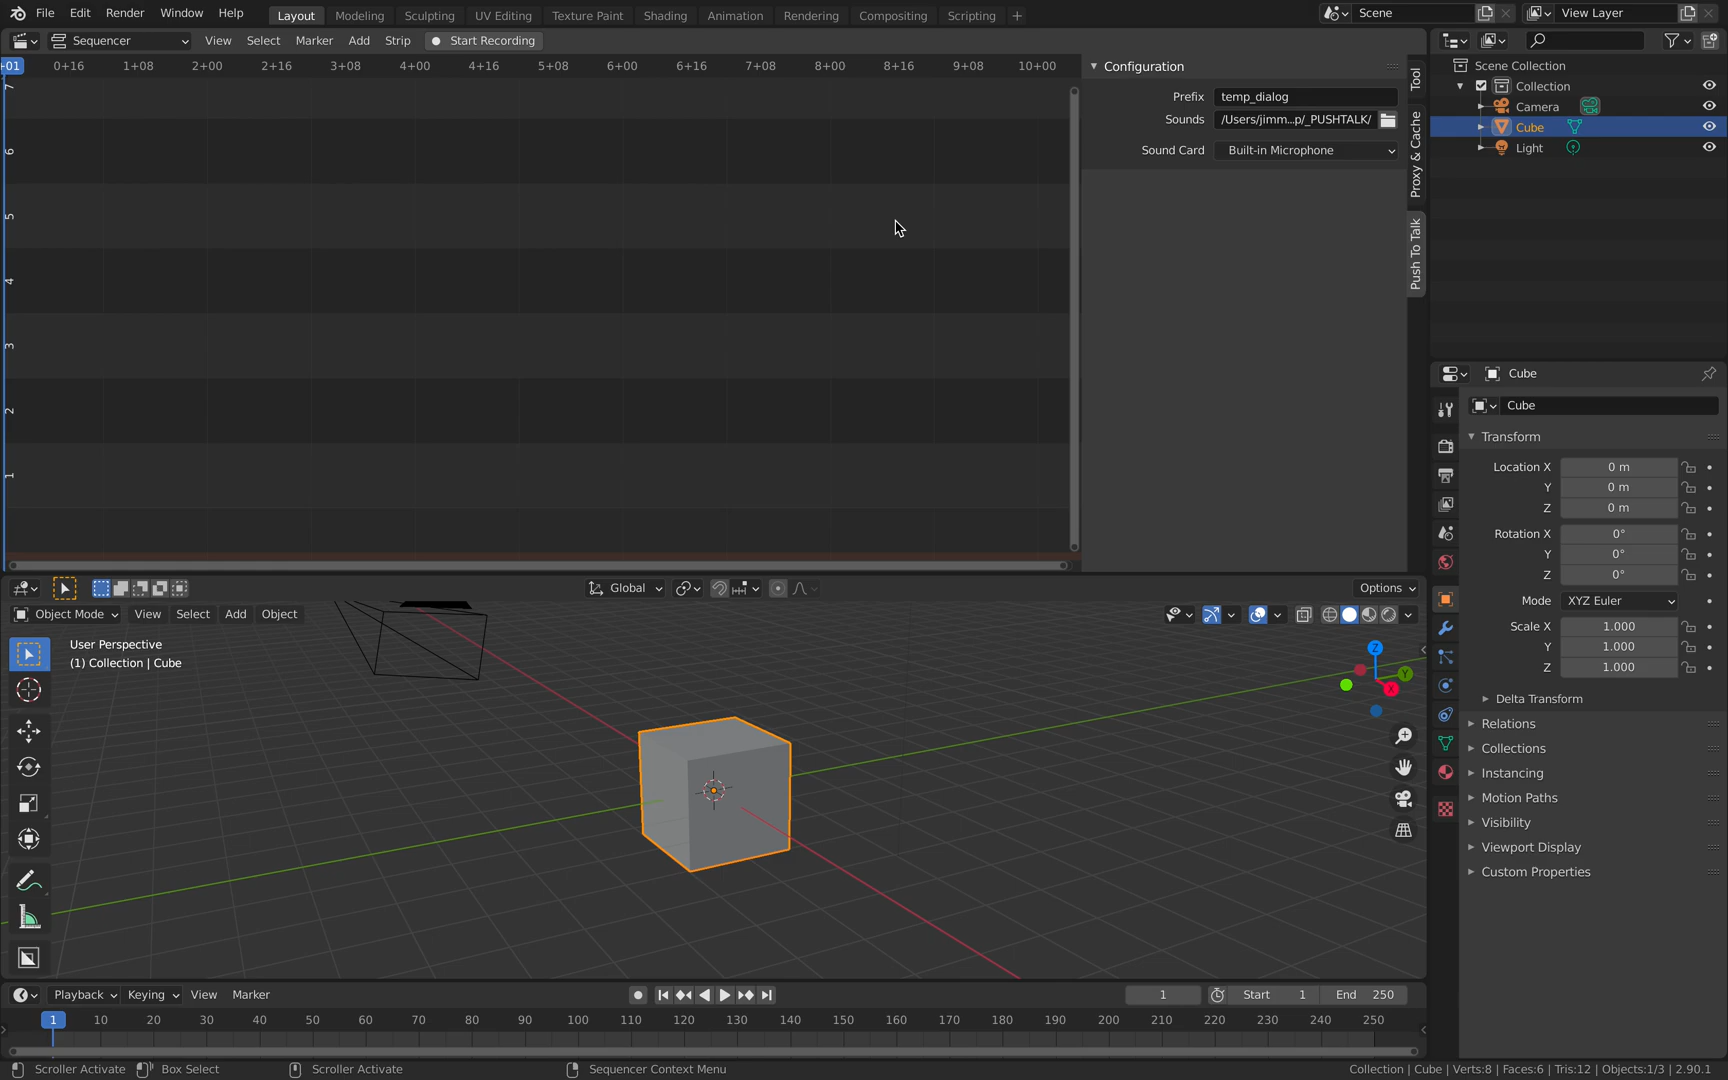 File Edit Render Window Help Layout Modeling Sculpting UV Editing Texture Paint Shading Animation Rendering Compositing Scripting + Scene View Layer
Sequencer View Select Marker Add Strip Start Recording
+01 0+16 1+08 2+00 2+16 3+08 4+00 4+16 5+08 6+00 6+16 7+08 8+00 8+16 9+08 10+00
7
6
5
4
3
2
1
Configuration
Prefix temp_dialog
Sounds /Users/jimm...p/_PUSHTALK/
Sound Card Built-in Microphone
Tool
Proxy & Cache
Push To Talk
Scene Collection
Collection
Camera
Cube
Light
Global Options
Object Mode View Select Add Object
User Perspective
(1) Collection | Cube
Z
Y
X
Cube
Cube
Transform
Location X 0 m
Y 0 m
Z 0 m
Rotation X 0°
Y 0°
Z 0°
Mode XYZ Euler
Scale X 1.000
Y 1.000
Z 1.000
Delta Transform
Relations
Collections
Instancing
Motion Paths
Visibility
Viewport Display
Custom Properties
Playback Keying View Marker 1 Start 1 End 250
1 10 20 30 40 50 60 70 80 90 100 110 120 130 140 150 160 170 180 190 200 210 220 230 240 250
Scroller Activate Box Select Scroller Activate Sequencer Context Menu Collection | Cube | Verts:8 | Faces:6 | Tris:12 | Objects:1/3 | 2.90.1